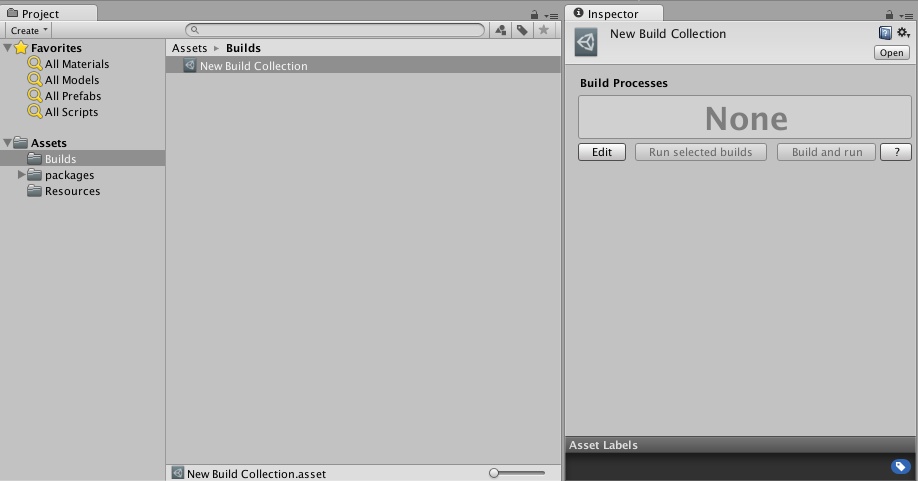 Project
Create
Favorites
All Materials
All Models
All Prefabs
All Scripts
Assets
Builds
packages
Resources
Assets ▸ Builds
New Build Collection
New Build Collection.asset
Inspector
New Build Collection
Open
Build Processes
None
Edit Run selected builds Build and run ?
Asset Labels